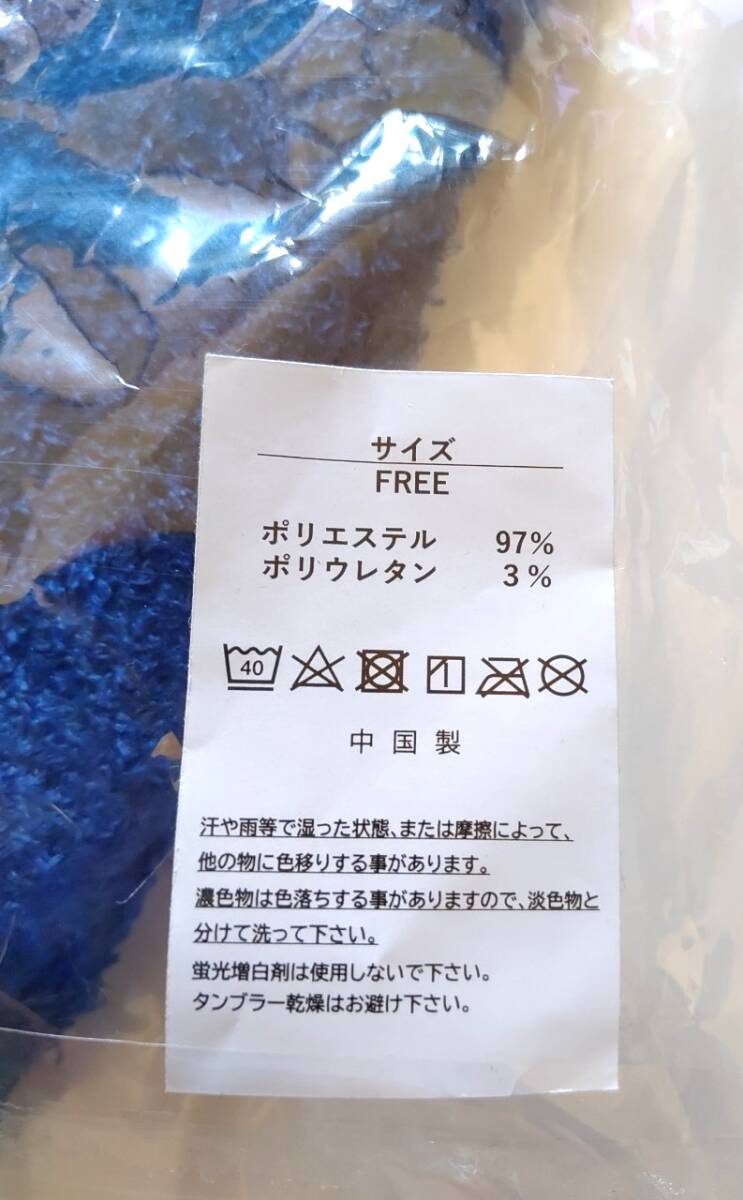 サイズ
FREE
ポリエステル 97%
ポリウレタン 3%
40
中国製
汗や雨等で湿った状態、または摩擦によって、
他の物に色移りする事があります。
濃色物は色落ちする事がありますので、淡色物と
分けて洗って下さい。
蛍光増白剤は使用しないで下さい。
タンブラー乾燥はお避け下さい。